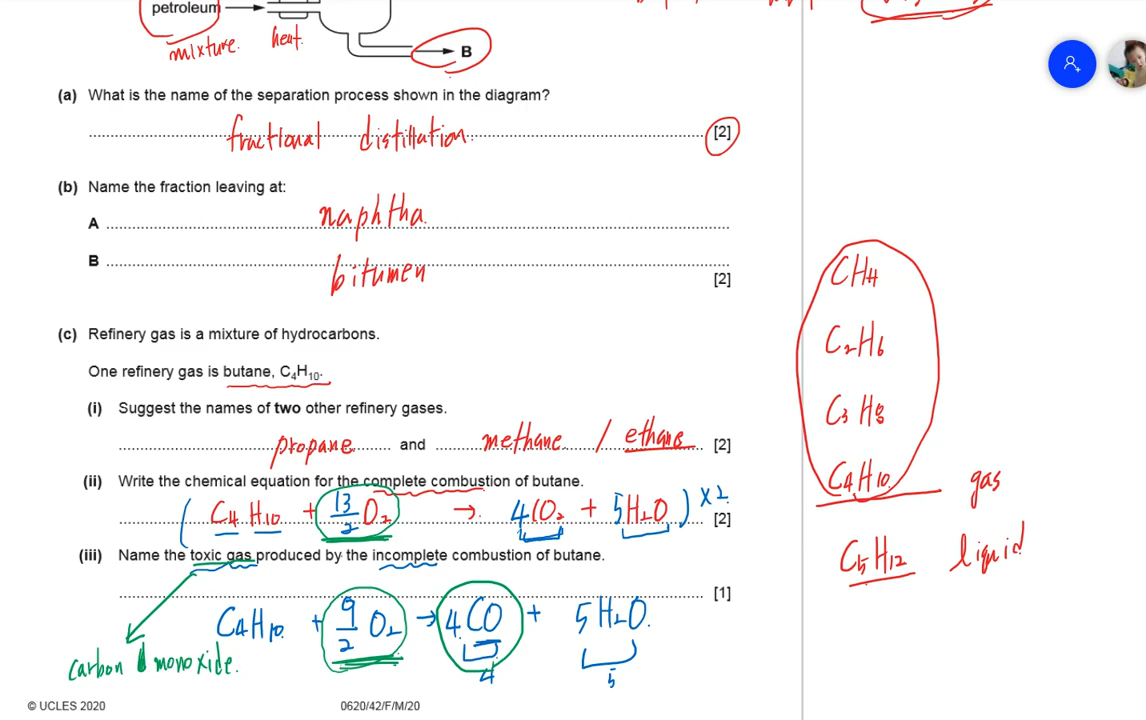 petroleum
mixture. heat.
B
(a) What is the name of the separation process shown in the diagram?
fractional distillation. [2]
(b) Name the fraction leaving at:
A naphtha.
B bitumen [2]
(c) Refinery gas is a mixture of hydrocarbons.
One refinery gas is butane, C₄H₁₀.
(i) Suggest the names of two other refinery gases.
propane and methane / ethane [2]
(ii) Write the chemical equation for the complete combustion of butane.
( C₄H₁₀ + 13/2 O₂ → 4CO₂ + 5H₂O ) ×2 [2]
(iii) Name the toxic gas produced by the incomplete combustion of butane.
[1]
C₄H₁₀ + 9/2 O₂ → 4CO + 5H₂O.
4 5
carbon monoxide.
© UCLES 2020 0620/42/F/M/20
CH₄
C₂H₆
C₃H₈
C₄H₁₀ gas
C₅H₁₂ liquid